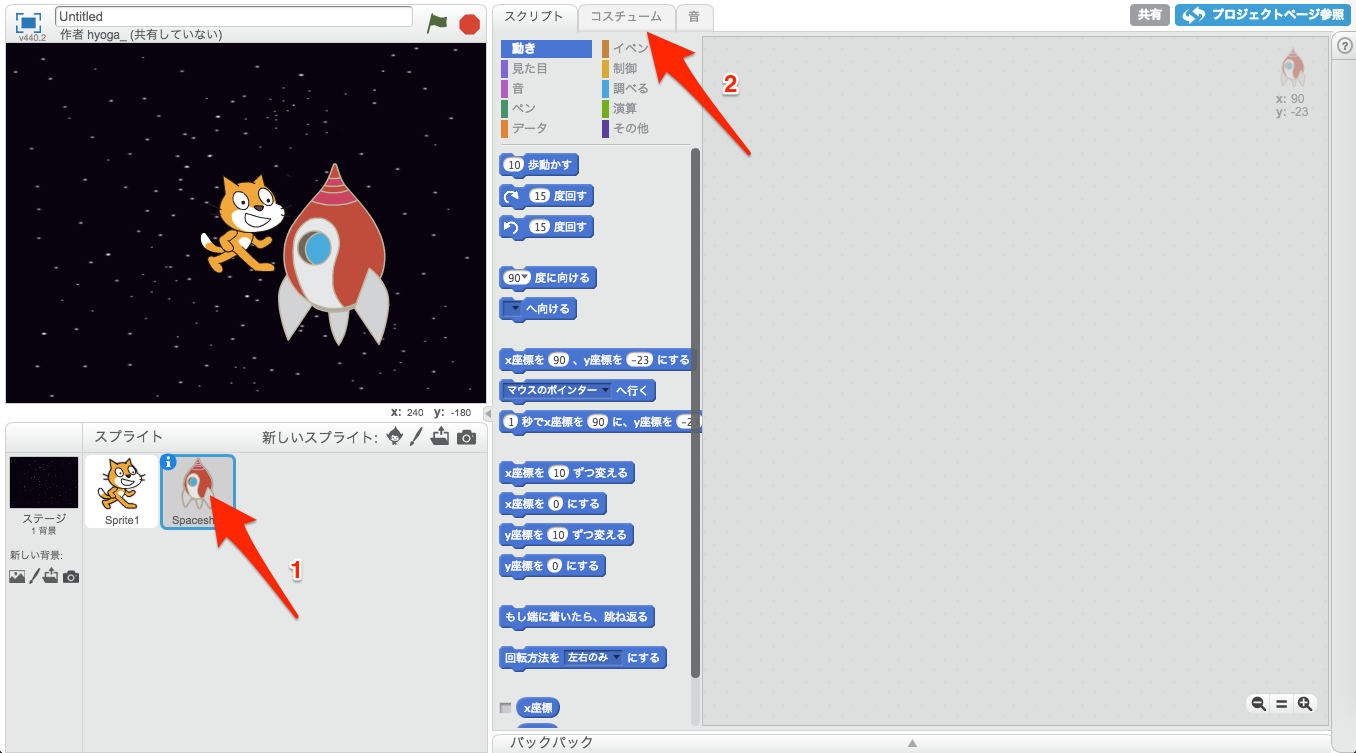 Untitled
v440.2
作者 hyoga_ (共有していない)
スクリプト
コスチューム
音
共有
プロジェクトページ参照
?
動き
イベン
見た目
制御
音
調べる
ペン
演算
データ
その他
2
x: 90
y: -23
10 歩動かす
15 度回す
15 度回す
90 度に向ける
へ向ける
x座標を 90 、y座標を -23 にする
マウスのポインター へ行く
1 秒でx座標を 90 に、y座標を -2
x座標を 10 ずつ変える
x座標を 0 にする
y座標を 10 ずつ変える
y座標を 0 にする
もし端に着いたら、跳ね返る
回転方法を 左右のみ にする
x座標
x: 240 y: -180
スプライト
新しいスプライト:
ステージ
1 背景
新しい背景:
Sprite1
i
Spacesh
1
バックパック